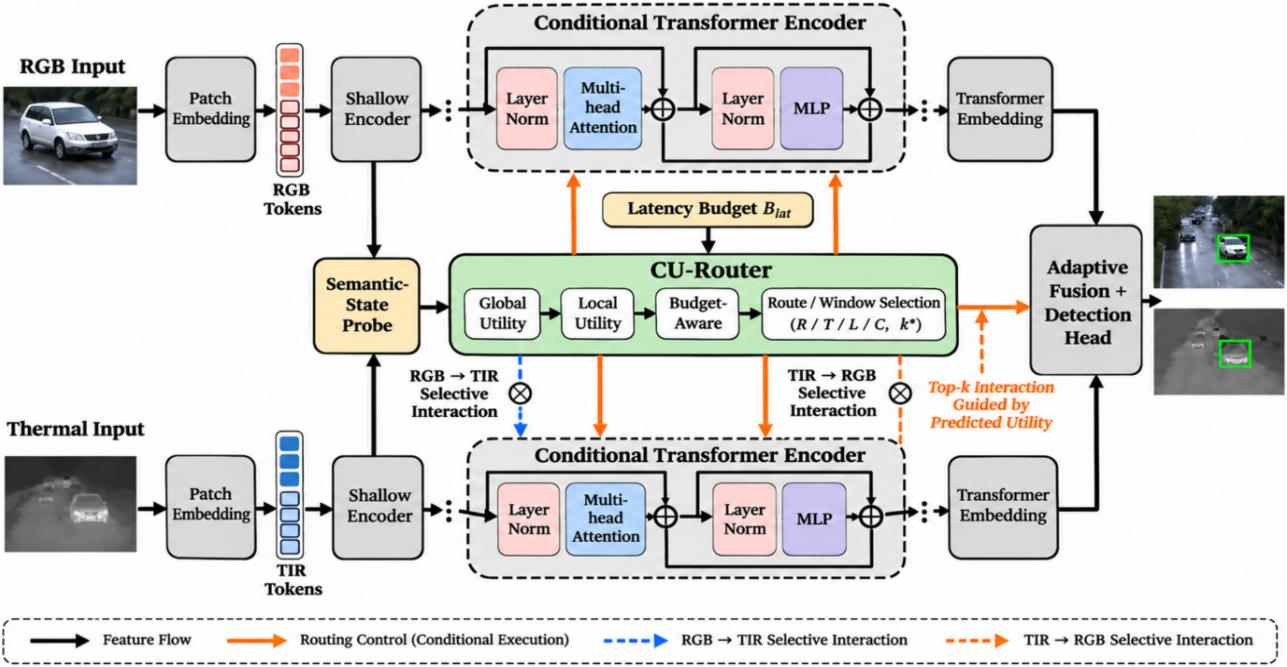 Conditional Transformer Encoder
RGB Input
Patch
Embedding
RGB
Tokens
Shallow
Encoder
Layer
Norm
Multi-
head
Attention
Layer
Norm
MLP
Transformer
Embedding
Latency Budget B_lat
Semantic-
State
Probe
CU-Router
Global
Utility
Local
Utility
Budget-
Aware
Route / Window Selection
(R / T / L / C, k*)
Adaptive
Fusion +
Detection
Head
RGB → TIR
Selective
Interaction
TIR → RGB
Selective
Interaction
Top-k Interaction
Guided by
Predicted Utility
Thermal Input
Patch
Embedding
TIR
Tokens
Shallow
Encoder
Conditional Transformer Encoder
Layer
Norm
Multi-
head
Attention
Layer
Norm
MLP
Transformer
Embedding
Feature Flow
Routing Control (Conditional Execution)
RGB → TIR Selective Interaction
TIR → RGB Selective Interaction